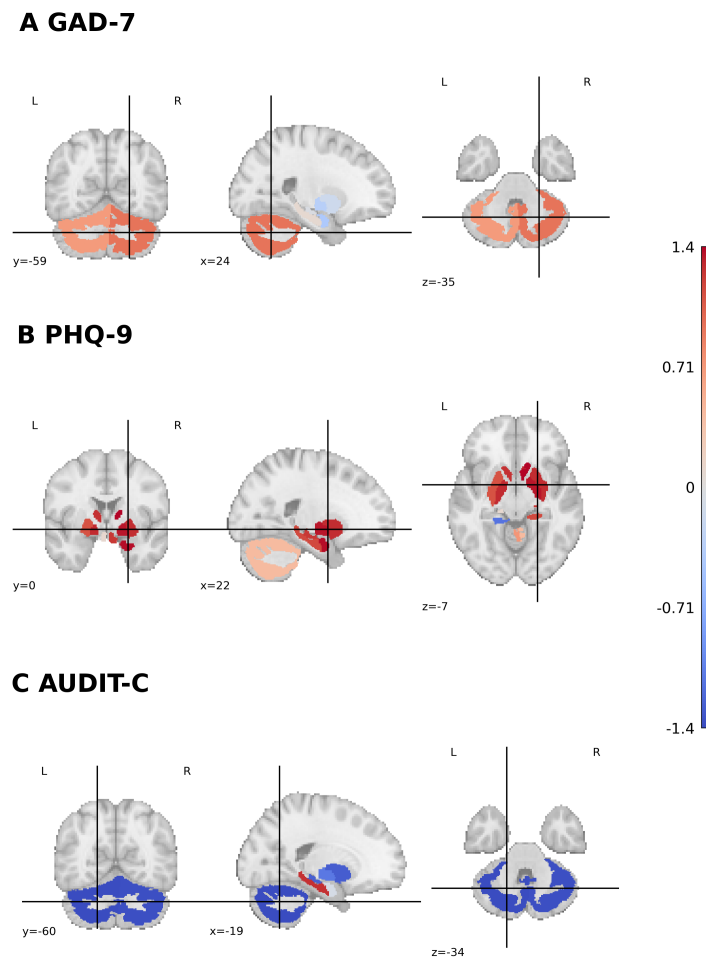 A GAD-7
L R
L R
y=-59
x=24
z=-35
1.4
0.71
0
-0.71
-1.4
B PHQ-9
L R
L R
y=0
x=22
z=-7
C AUDIT-C
L R
L R
y=-60
x=-19
z=-34